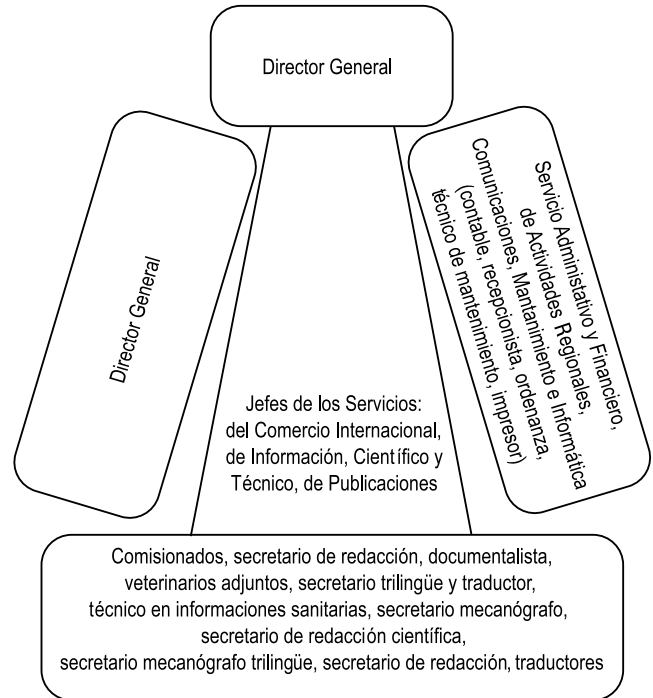 Director General
Director General
Servicio Administativo y Financiero,
de Actividades Regionales,
Comunicaciones, Mantanimiento e Informática
(contable, recepcionista, ordenanza,
técnico de mantenimiento, impresor)
Jefes de los Servicios:
del Comercio Internacional,
de Información, Científico y
Técnico, de Publicaciones
Comisionados, secretario de redacción, documentalista,
veterinarios adjuntos, secretario trilingüe y traductor,
técnico en informaciones sanitarias, secretario mecanógrafo,
secretario de redacción científica,
secretario mecanógrafo trilingüe, secretario de redacción, traductores